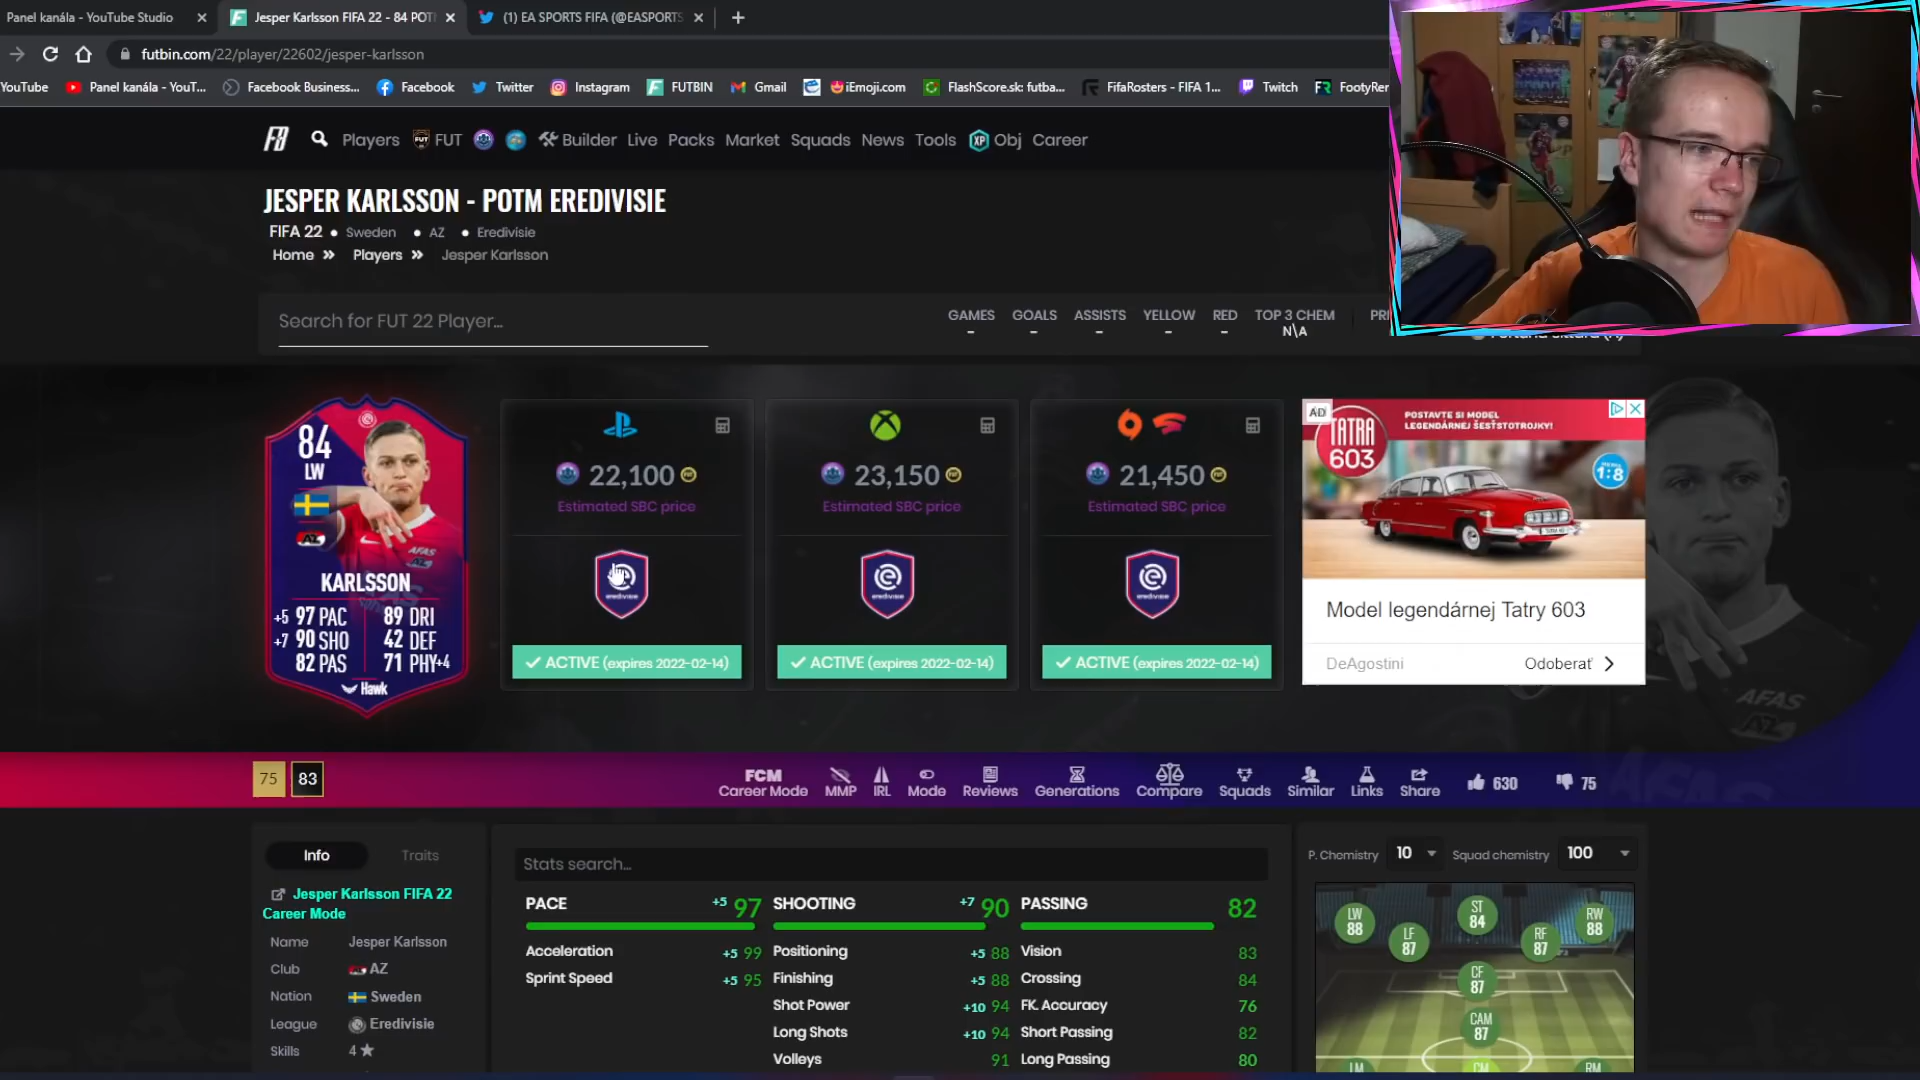 Panel kanála - YouTube Studio
Jesper Karlsson FIFA 22 - 84 POT
(1) EA SPORTS FIFA (@EASPORTS
futbin.com/22/player/22602/jesper-karlsson
YouTube
Panel kanála - YouT...
Facebook Business...
Facebook
Twitter
Instagram
FUTBIN
Gmail
iEmoji.com
FlashScore.sk: futba...
FifaRosters - FIFA 1...
Twitch
FootyRer
Players
FUT
Builder
Live
Packs
Market
Squads
News
Tools
XP Obj
Career
JESPER KARLSSON - POTM EREDIVISIE
FIFA 22 • Sweden • AZ • Eredivisie
Home » Players » Jesper Karlsson
Search for FUT 22 Player...
GAMES GOALS ASSISTS YELLOW RED TOP 3 CHEM PRI
- - - - - N\A
84
LW
AZ
AFAS
KARLSSON
+5 97 PAC 89 DRI
+7 90 SHO 42 DEF
82 PAS 71 PHY+4
Hawk
22,100
Estimated SBC price
eredivisie
ACTIVE (expires 2022-02-14)
23,150
Estimated SBC price
eredivisie
ACTIVE (expires 2022-02-14)
21,450
Estimated SBC price
eredivisie
ACTIVE (expires 2022-02-14)
AD
TATRA
603
POSTAVTE SI MODEL
LEGENDÁRNEJ ŠESŤSTOTROJKY!
1:8
Model legendárnej Tatry 603
DeAgostini
Odoberať
AFAS
75
83
FCM
Career Mode
MMP
IRL
Mode
Reviews
Generations
Compare
Squads
Similar
Links
Share
630
75
Info
Traits
Jesper Karlsson FIFA 22
Career Mode
Name Jesper Karlsson
Club AZ
Nation Sweden
League Eredivisie
Skills 4
Stats search...
PACE +5 97
Acceleration +5 99
Sprint Speed +5 95
SHOOTING +7 90
Positioning +5 88
Finishing +5 88
Shot Power +10 94
Long Shots +10 94
Volleys 91
PASSING 82
Vision 83
Crossing 84
FK. Accuracy 76
Short Passing 82
Long Passing 80
P. Chemistry 10
Squad chemistry 100
LW
88
LF
87
ST
84
RF
87
RW
88
CF
87
CAM
87
LM
CM
RM